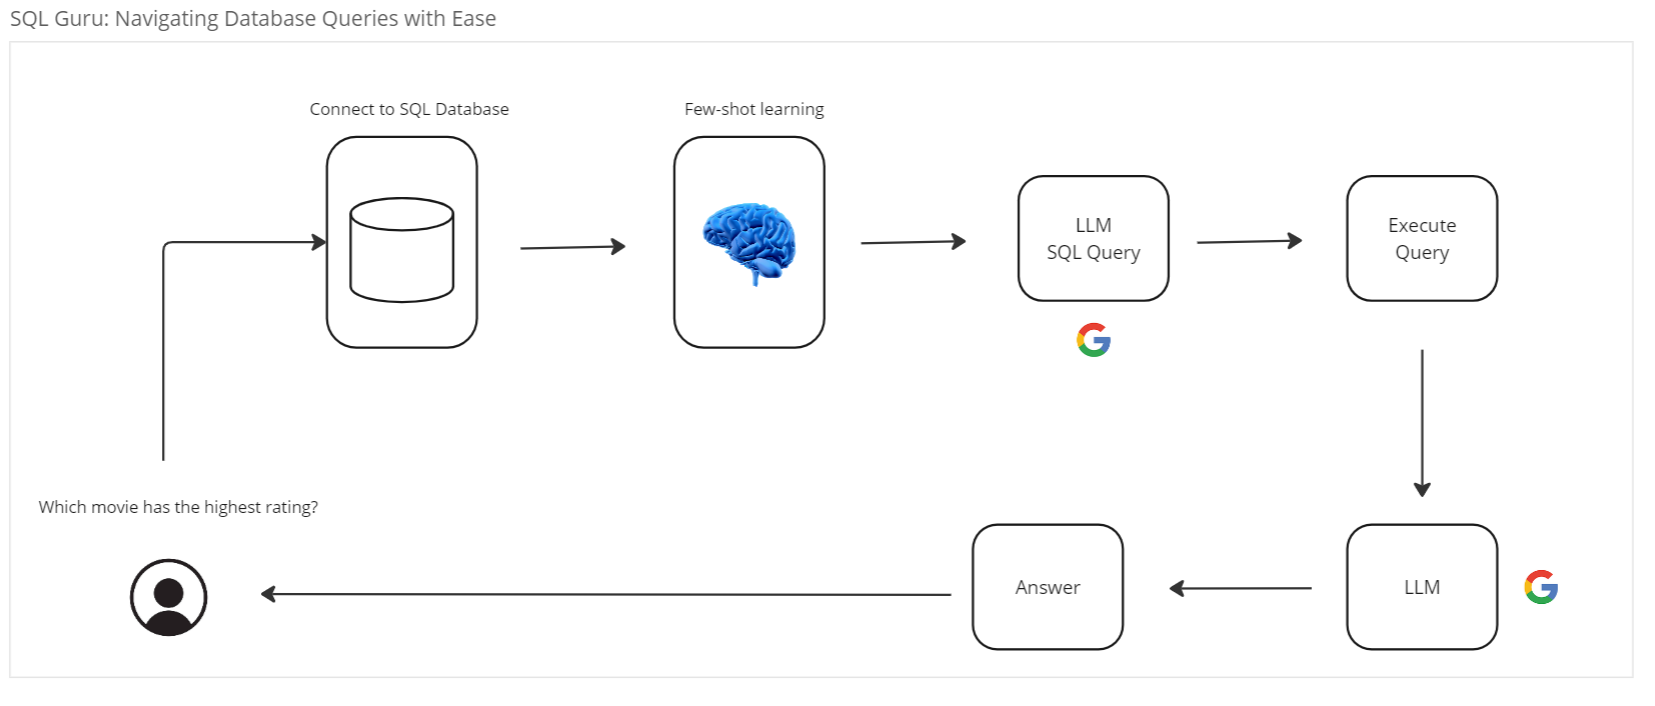 SQL Guru: Navigating Database Queries with Ease
Connect to SQL Database
Few-shot learning
LLM
SQL Query
Execute
Query
Which movie has the highest rating?
Answer
LLM